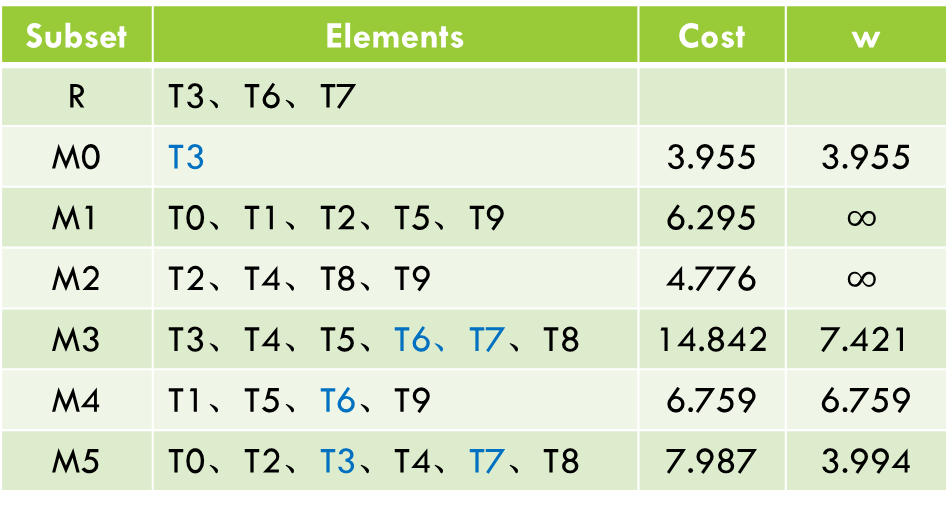 Subset Elements Cost w
R T3、T6、T7
M0 T3 3.955 3.955
M1 T0、T1、T2、T5、T9 6.295 ∞
M2 T2、T4、T8、T9 4.776 ∞
M3 T3、T4、T5、T6、T7、T8 14.842 7.421
M4 T1、T5、T6、T9 6.759 6.759
M5 T0、T2、T3、T4、T7、T8 7.987 3.994